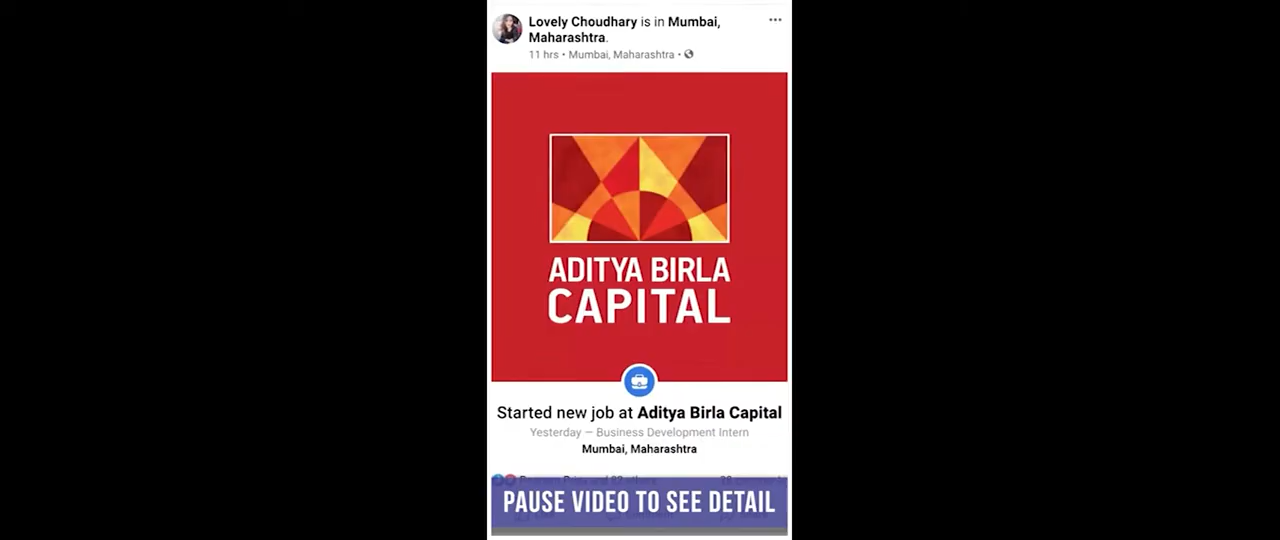 Lovely Choudhary is in Mumbai,
Maharashtra.
11 hrs • Mumbai, Maharashtra •
ADITYA BIRLA
CAPITAL
Started new job at Aditya Birla Capital
Yesterday — Business Development Intern
Mumbai, Maharashtra
PAUSE VIDEO TO SEE DETAIL